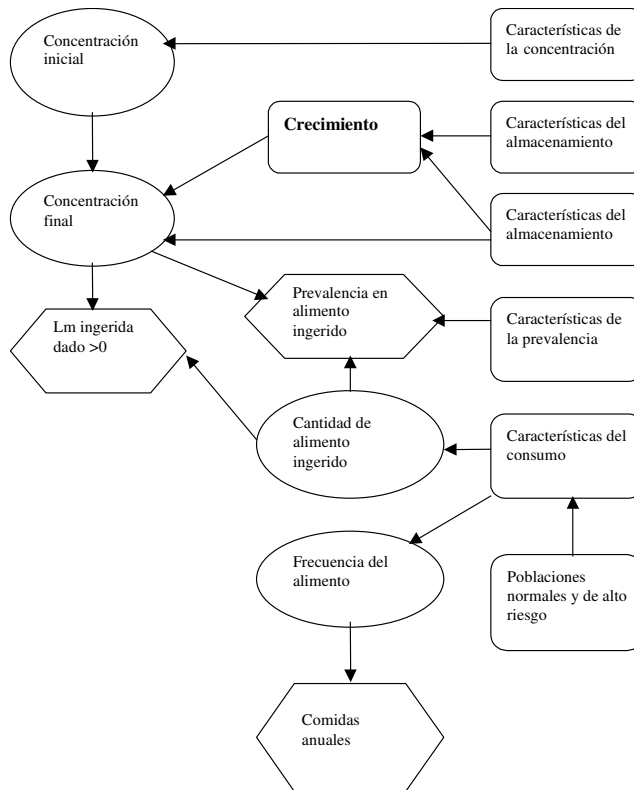 Concentración
inicial
Características de
la concentración
Crecimiento
Características del
almacenamiento
Concentración
final
Características del
almacenamiento
Lm ingerida
dado >0
Prevalencia en
alimento
ingerido
Características de
la prevalencia
Cantidad de
alimento
ingerido
Características del
consumo
Frecuencia del
alimento
Poblaciones
normales y de alto
riesgo
Comidas
anuales